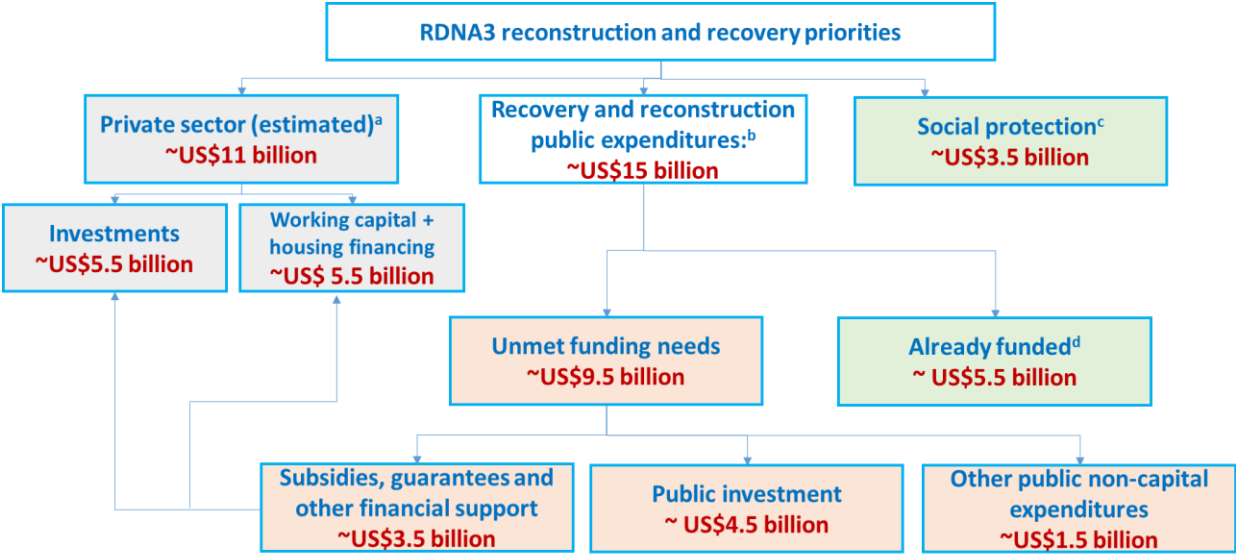 RDNA3 reconstruction and recovery priorities
Private sector (estimated)ᵃ
~US$11 billion
Recovery and reconstruction
public expenditures:ᵇ
~US$15 billion
Social protectionᶜ
~US$3.5 billion
Investments
~US$5.5 billion
Working capital +
housing financing
~US$ 5.5 billion
Unmet funding needs
~US$9.5 billion
Already fundedᵈ
~ US$5.5 billion
Subsidies, guarantees and
other financial support
~US$3.5 billion
Public investment
~ US$4.5 billion
Other public non-capital
expenditures
~US$1.5 billion